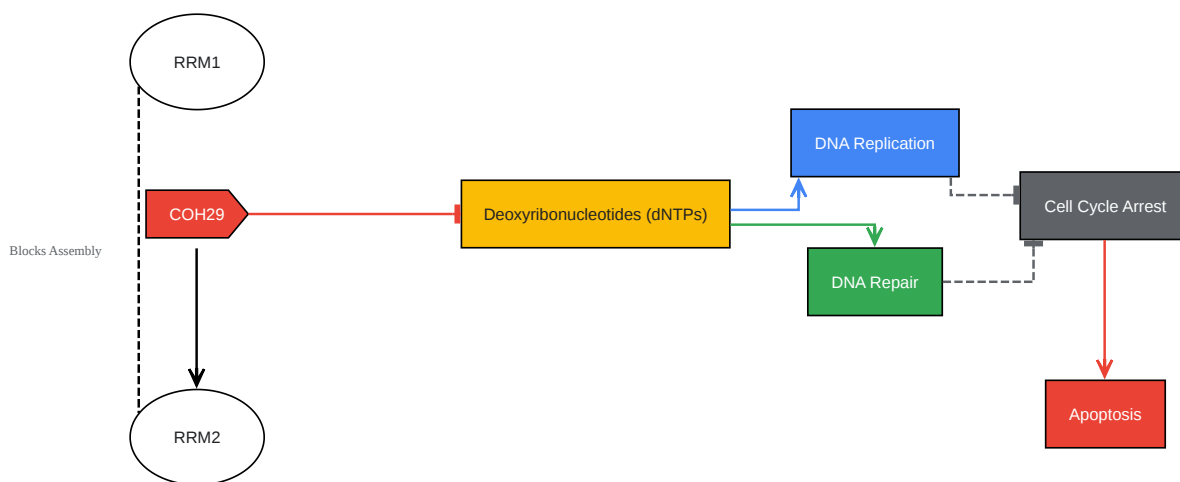 RRM1
DNA Replication
Cell Cycle Arrest
COH29
Deoxyribonucleotides (dNTPs)
Blocks Assembly
DNA Repair
Apoptosis
RRM2